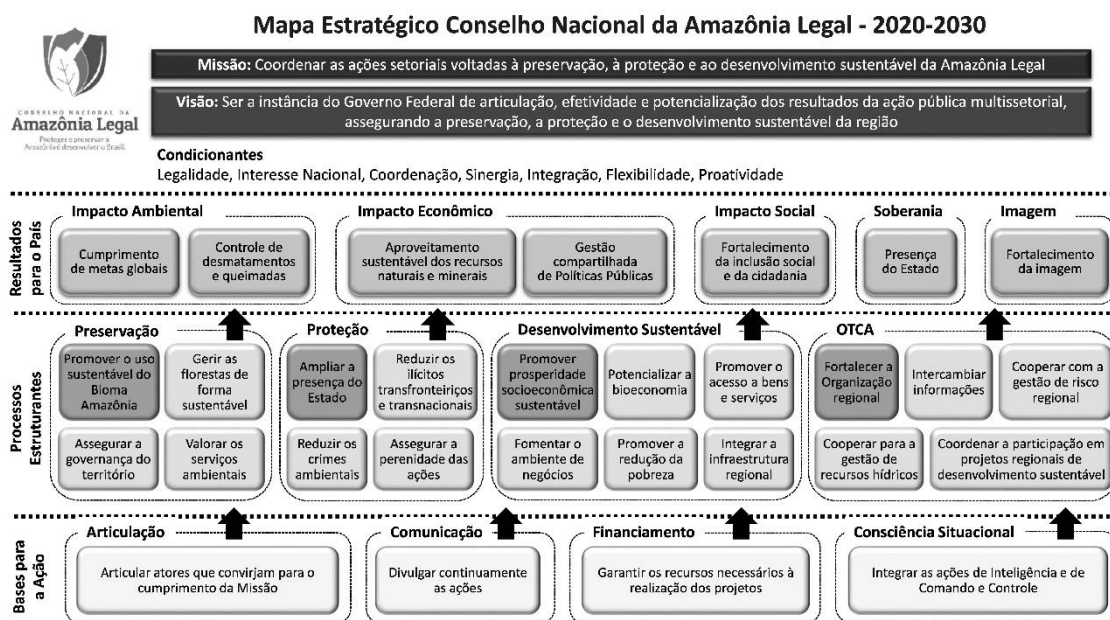 Mapa Estratégico Conselho Nacional da Amazônia Legal - 2020-2030
CONSELHO NACIONAL DA
Amazônia Legal
Proteger e preservar a
Amazônia é desenvolver o Brasil.
Missão: Coordenar as ações setoriais voltadas à preservação, à proteção e ao desenvolvimento sustentável da Amazônia Legal
Visão: Ser a instância do Governo Federal de articulação, efetividade e potencialização dos resultados da ação pública multissetorial,
assegurando a preservação, a proteção e o desenvolvimento sustentável da região
Condicionantes
Legalidade, Interesse Nacional, Coordenação, Sinergia, Integração, Flexibilidade, Proatividade
Resultados
para o País
Impacto Ambiental
Cumprimento
de metas globais
Controle de
desmatamentos
e queimadas
Impacto Econômico
Aproveitamento
sustentável dos recursos
naturais e minerais
Gestão
compartilhada
de Políticas Públicas
Impacto Social
Fortalecimento
da inclusão social
e da cidadania
Soberania
Presença
do Estado
Imagem
Fortalecimento
da imagem
Processos
Estruturantes
Preservação
Promover o uso
sustentável do
Bioma
Amazônia
Gerir as
florestas de
forma
sustentável
Assegurar a
governança do
território
Valorar os
serviços
ambientais
Proteção
Ampliar a
presença do
Estado
Reduzir os
ilícitos
transfronteiriços
e transnacionais
Reduzir os
crimes
ambientais
Assegurar a
perenidade das
ações
Desenvolvimento Sustentável
Promover
prosperidade
socioeconômica
sustentável
Potencializar a
bioeconomia
Promover o
acesso a bens
e serviços
Fomentar o
ambiente de
negócios
Promover a
redução da
pobreza
Integrar a
infraestrutura
regional
OTCA
Fortalecer a
Organização
regional
Intercambiar
informações
Cooperar com a
gestão de risco
regional
Cooperar para a
gestão de
recursos hídricos
Coordenar a participação em
projetos regionais de
desenvolvimento sustentável
Bases para
a Ação
Articulação
Articular atores que convirjam para o
cumprimento da Missão
Comunicação
Divulgar continuamente
as ações
Financiamento
Garantir os recursos necessários à
realização dos projetos
Consciência Situacional
Integrar as ações de Inteligência e de
Comando e Controle